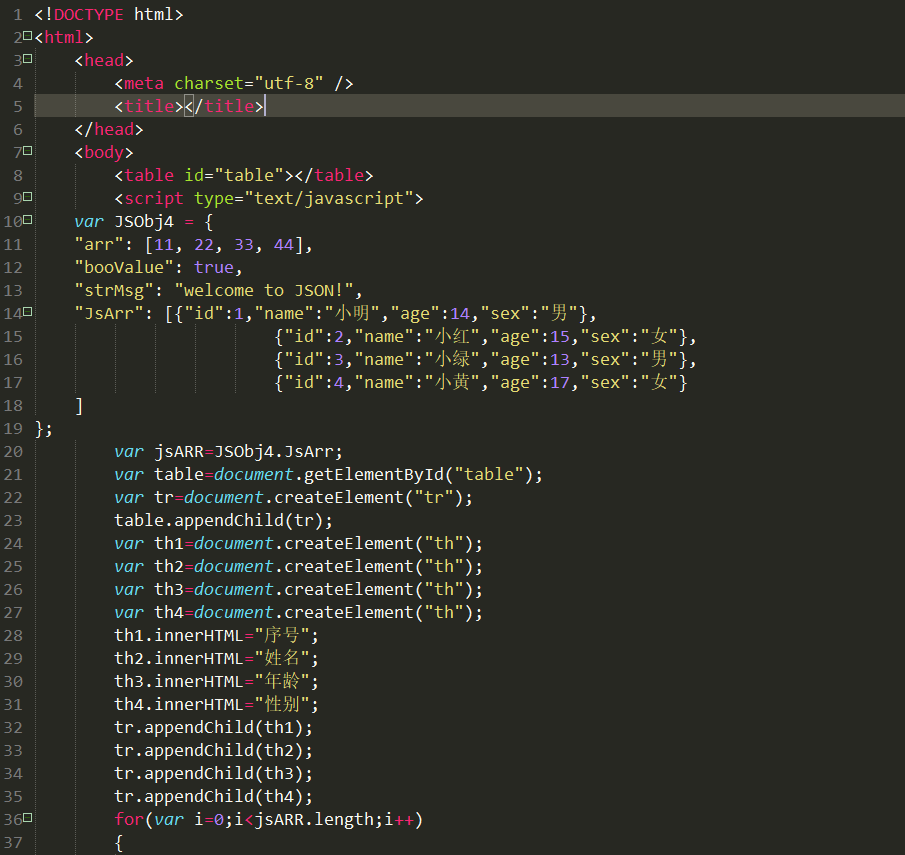 1 <!DOCTYPE html>
2 <html>
3     <head>
4         <meta charset="utf-8" />
5         <title></title>
6     </head>
7     <body>
8         <table id="table"></table>
9         <script type="text/javascript">
10     var JSObj4 = {
11     "arr": [11, 22, 33, 44],
12     "booValue": true,
13     "strMsg": "welcome to JSON!",
14     "JsArr": [{"id":1,"name":"小明","age":14,"sex":"男"},
15                         {"id":2,"name":"小红","age":15,"sex":"女"},
16                         {"id":3,"name":"小绿","age":13,"sex":"男"},
17                         {"id":4,"name":"小黄","age":17,"sex":"女"}
18     ]
19 };
20         var jsARR=JSObj4.JsArr;
21         var table=document.getElementById("table");
22         var tr=document.createElement("tr");
23         table.appendChild(tr);
24         var th1=document.createElement("th");
25         var th2=document.createElement("th");
26         var th3=document.createElement("th");
27         var th4=document.createElement("th");
28         th1.innerHTML="序号";
29         th2.innerHTML="姓名";
30         th3.innerHTML="年龄";
31         th4.innerHTML="性别";
32         tr.appendChild(th1);
33         tr.appendChild(th2);
34         tr.appendChild(th3);
35         tr.appendChild(th4);
36         for(var i=0;i<jsARR.length;i++)
37         {